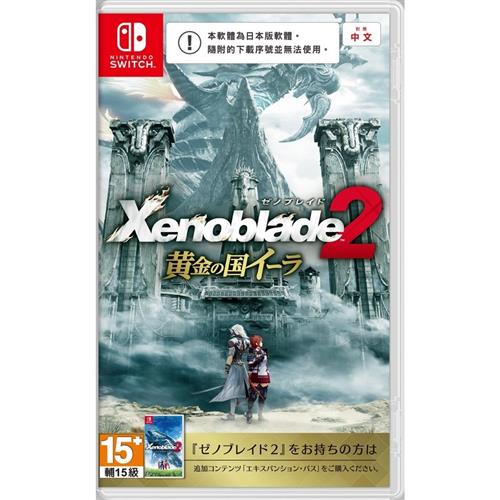 NINTENDO
SWITCH
!
本軟體為日本版軟體。
隨附的下載序號並無法使用。
對應
中文
ゼノブレイド
Xenoblade2™
黄金の国イーラ
15+
輔15級
Xenoblade2
『ゼノブレイド2』をお持ちの方は
追加コンテンツ「エキスパンション・パス」をご購入ください。